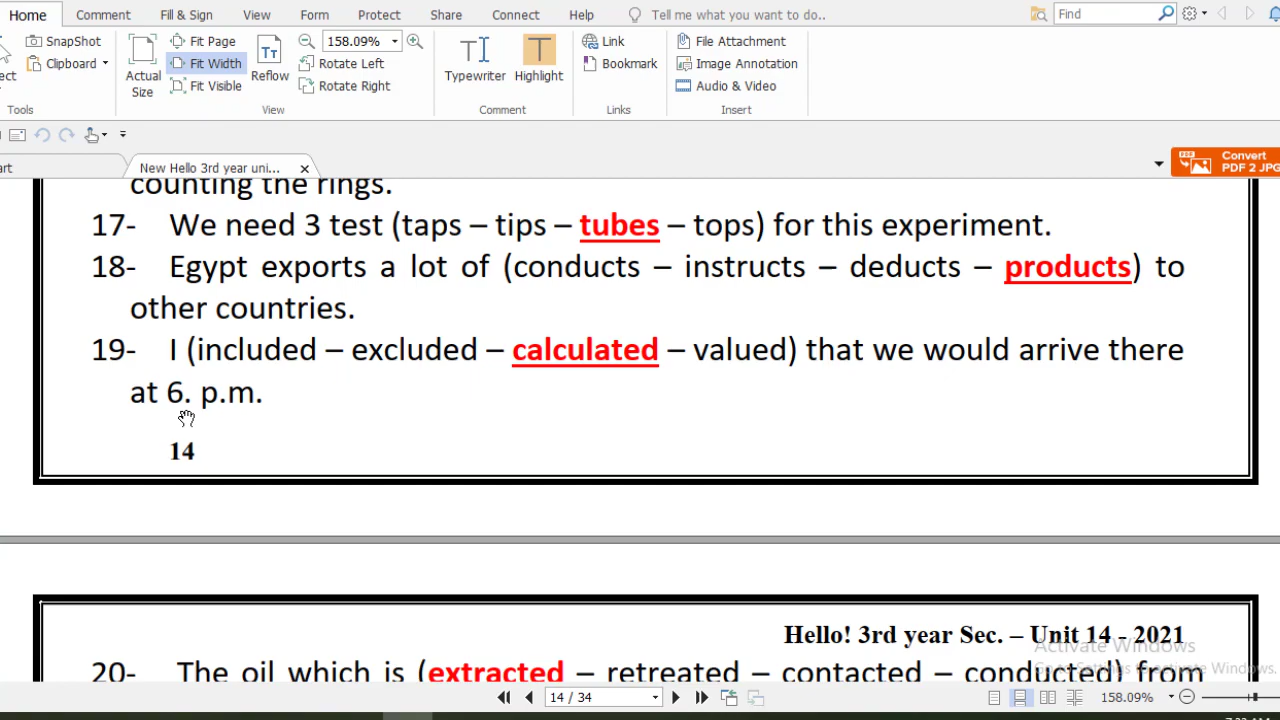 Home Comment Fill & Sign View Form Protect Share Connect Help Tell me what you want to do.. Find
SnapShot Fit Page 158.09% Link File Attachment
Clipboard Fit Width Rotate Left Bookmark Image Annotation
Actual Size Fit Visible Reflow Rotate Right Typewriter Highlight Audio & Video
Tools View Comment Links Insert
New Hello 3rd year uni... Convert
PDF 2 JPG
counting the rings.
17- We need 3 test (taps – tips – tubes – tops) for this experiment.
18- Egypt exports a lot of (conducts – instructs – deducts – products) to
other countries.
19- I (included – excluded – calculated – valued) that we would arrive there
at 6. p.m.
14
Hello! 3rd year Sec. – Unit 14 - 2021
Activate Windows
Go to Settings to activate Windows.
20- The oil which is (extracted – retreated – contacted – conducted) from
14 / 34 158.09%